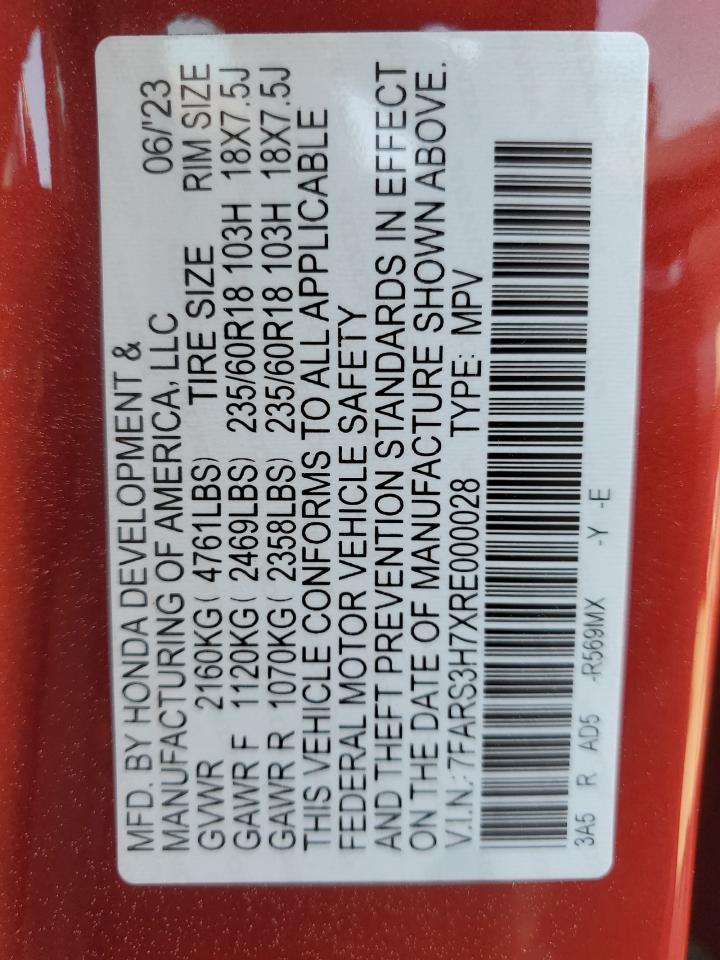 MFD. BY HONDA DEVELOPMENT &
MANUFACTURING OF AMERICA, LLC 06/'23
GVWR 2160KG ( 4761LBS) TIRE SIZE RIM SIZE
GAWR F 1120KG ( 2469LBS) 235/60R18 103H 18X7.5J
GAWR R 1070KG ( 2358LBS) 235/60R18 103H 18X7.5J
THIS VEHICLE CONFORMS TO ALL APPLICABLE
FEDERAL MOTOR VEHICLE SAFETY
AND THEFT PREVENTION STANDARDS IN EFFECT
ON THE DATE OF MANUFACTURE SHOWN ABOVE.
V.I.N.: 7FARS3H7XRE000028 TYPE: MPV
3A5 R AD5 -R569MX -Y -E